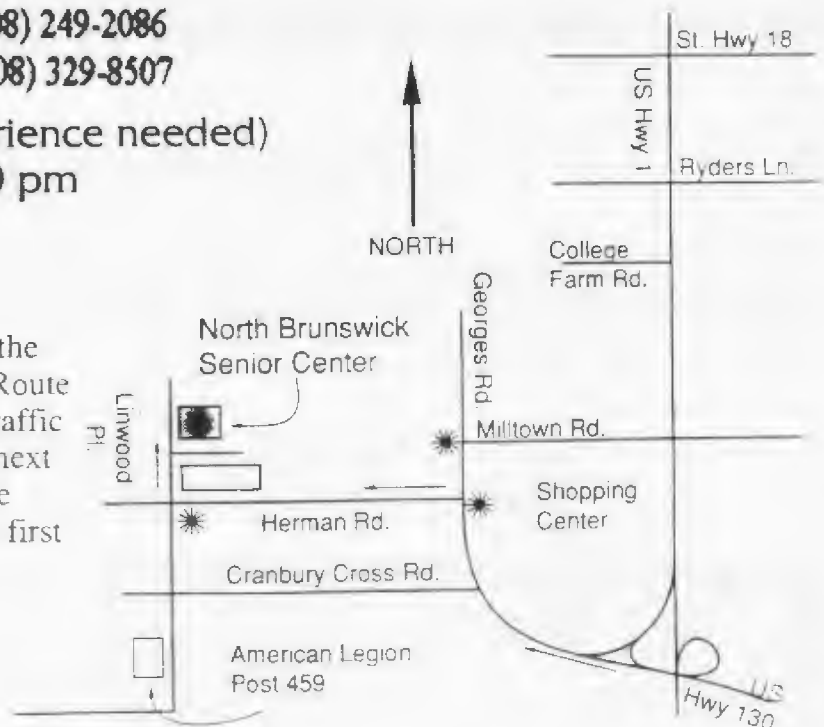 08) 249-2086
08) 329-8507
rience needed)
pm
the
Route
affic
next
e
first
NORTH
St. Hwy 18
US Hwy 1
Ryders Ln.
College
Farm Rd.
Georges Rd.
North Brunswick
Senior Center
Linwood
Pl.
Milltown Rd.
Shopping
Center
Herman Rd.
Cranbury Cross Rd.
American Legion
Post 459
US
Hwy 130